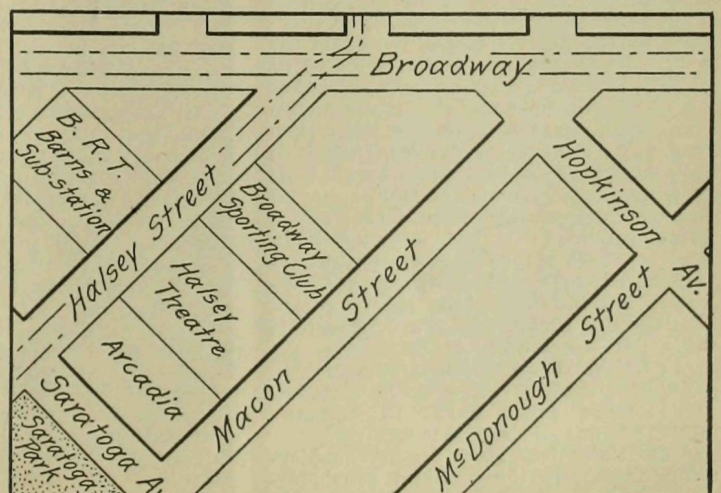 Broadway
B. R. T.
Barns &
Sub-station
Halsey Street
Broadway
Sporting Club
Hopkinson Av.
Halsey
Theatre
Arcadia
Macon Street
McDonough Street
Saratoga Av
Saratoga
Park